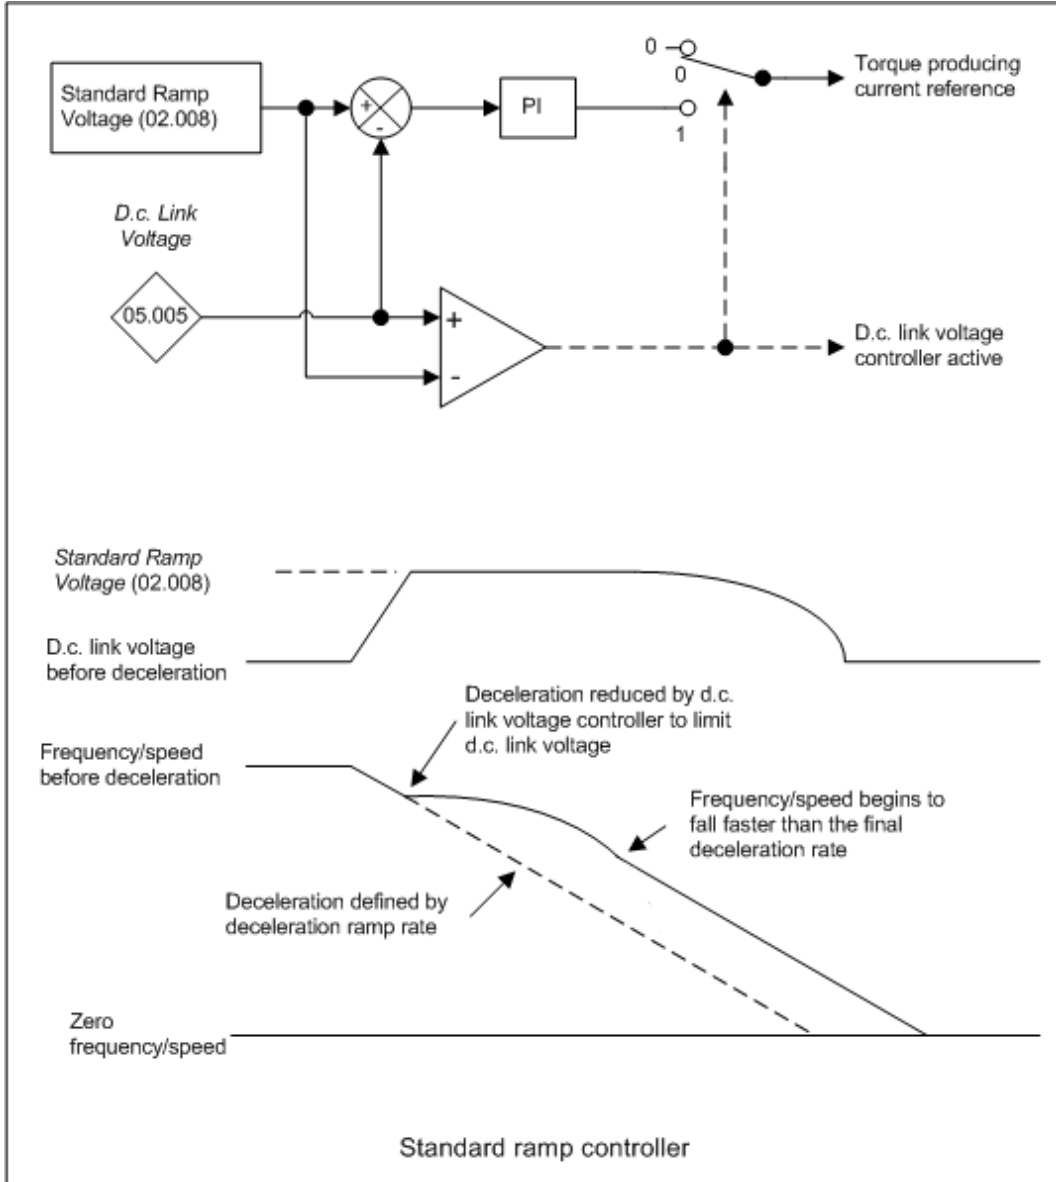 Standard Ramp
Voltage (02.008)
+
-
PI
0
0
1
Torque producing
current reference
D.c. Link
Voltage
05.005
+
-
D.c. link voltage
controller active
Standard Ramp
Voltage (02.008)
D.c. link voltage
before deceleration
Deceleration reduced by d.c.
link voltage controller to limit
d.c. link voltage
Frequency/speed
before deceleration
Frequency/speed begins to
fall faster than the final
deceleration rate
Deceleration defined by
deceleration ramp rate
Zero
frequency/speed
Standard ramp controller